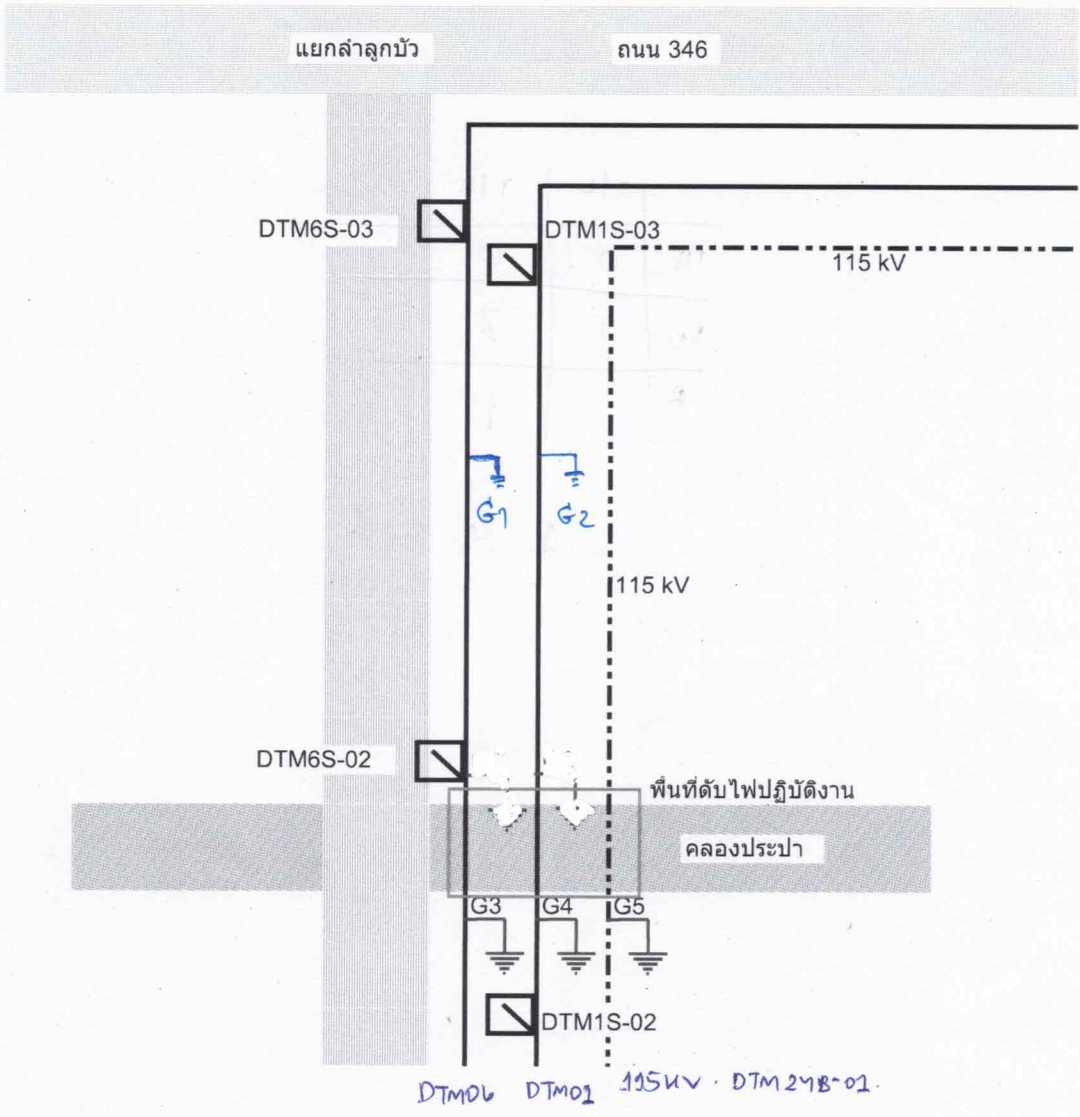 แยกลำลูกบัว
ถนน 346
DTM6S-03
DTM1S-03
115 kV
G1
G2
115 kV
DTM6S-02
พื้นที่ดับไฟปฏิบัติงาน
คลองประปา
G3
G4
G5
DTM1S-02
DTM06
DTM01
115kV. DTM24B-01.